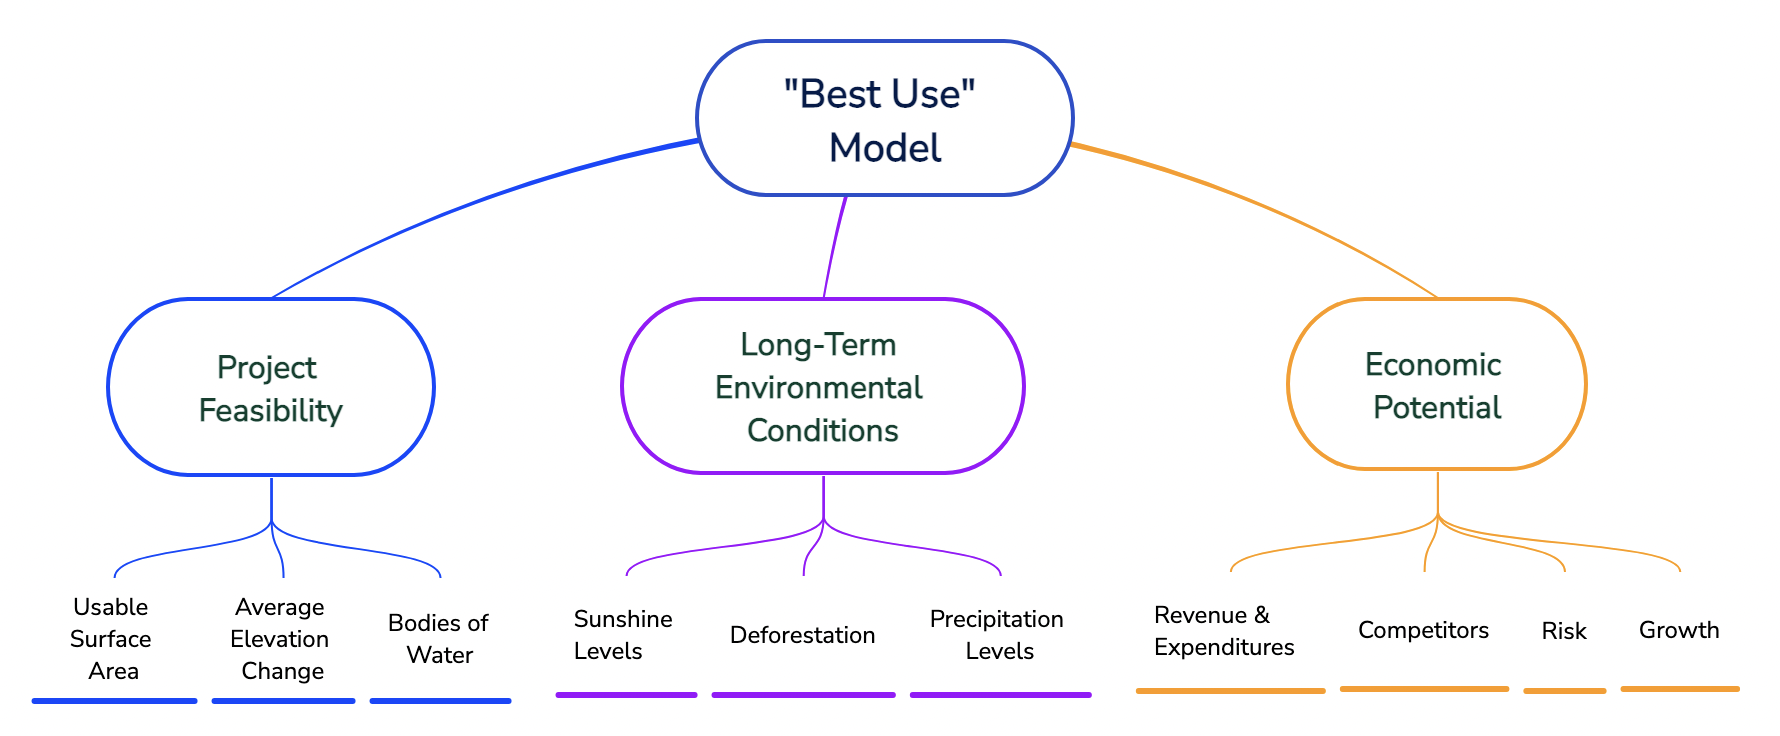 "Best Use"
Model
Project
Feasibility
Long-Term
Environmental
Conditions
Economic
Potential
Usable
Surface
Area
Average
Elevation
Change
Bodies of
Water
Sunshine
Levels
Deforestation
Precipitation
Levels
Revenue &
Expenditures
Competitors
Risk
Growth